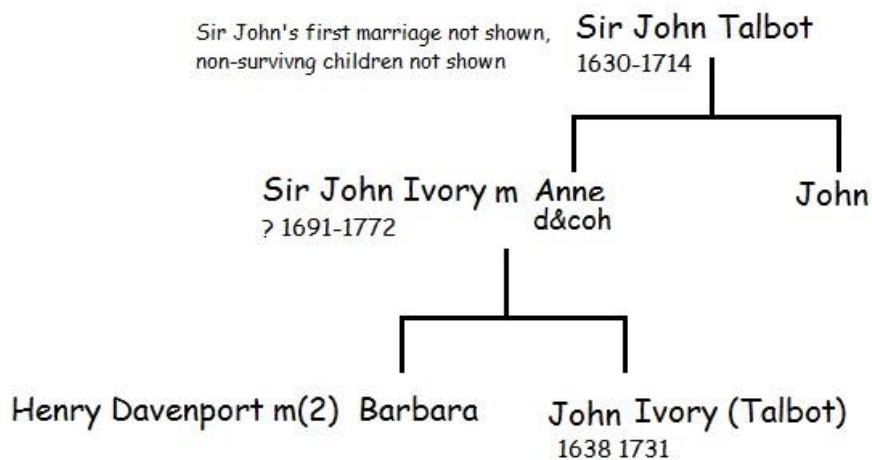 Sir John's first marriage not shown,
non-survivng children not shown
Sir John Talbot
1630-1714
Sir John Ivory m Anne
? 1691-1772
d&coh
John
Henry Davenport m(2) Barbara
John Ivory (Talbot)
1638 1731